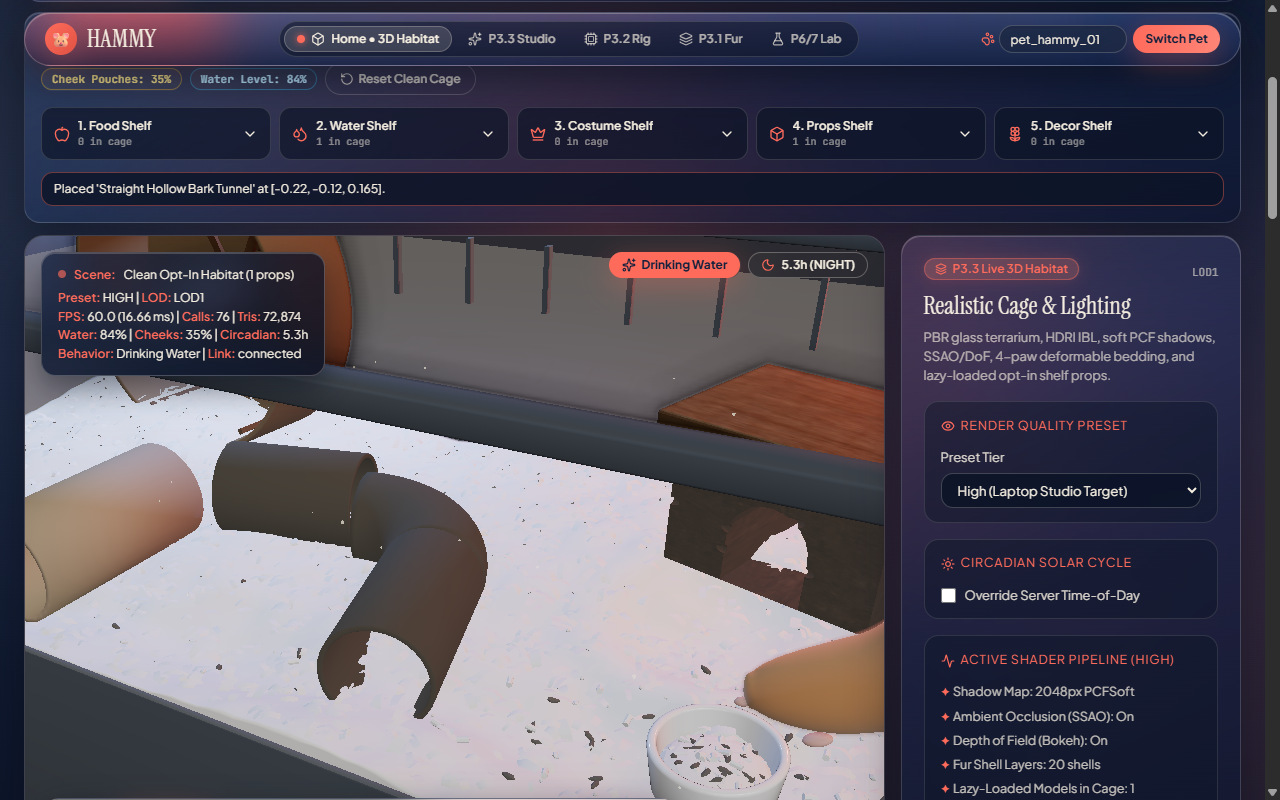 HAMMY
Home • 3D Habitat
P3.3 Studio
P3.2 Rig
P3.1 Fur
P6/7 Lab
pet_hammy_01
Switch Pet
Cheek Pouches: 35%
Water Level: 84%
Reset Clean Cage
1. Food Shelf
0 in cage
2. Water Shelf
1 in cage
3. Costume Shelf
0 in cage
4. Props Shelf
1 in cage
5. Decor Shelf
0 in cage
Placed 'Straight Hollow Bark Tunnel' at [-0.22, -0.12, 0.165].
Scene: Clean Opt-In Habitat (1 props)
Preset: HIGH | LOD: LOD1
FPS: 60.0 (16.66 ms) | Calls: 76 | Tris: 72,874
Water: 84% | Cheeks: 35% | Circadian: 5.3h
Behavior: Drinking Water | Link: connected
Drinking Water
5.3h (NIGHT)
P3.3 Live 3D Habitat
LOD1
Realistic Cage & Lighting
PBR glass terrarium, HDRI IBL, soft PCF shadows,
SSAO/DoF, 4-paw deformable bedding, and
lazy-loaded opt-in shelf props.
RENDER QUALITY PRESET
Preset Tier
High (Laptop Studio Target)
CIRCADIAN SOLAR CYCLE
Override Server Time-of-Day
ACTIVE SHADER PIPELINE (HIGH)
✦ Shadow Map: 2048px PCFSoft
✦ Ambient Occlusion (SSAO): On
✦ Depth of Field (Bokeh): On
✦ Fur Shell Layers: 20 shells
✦ Lazy-Loaded Models in Cage: 1